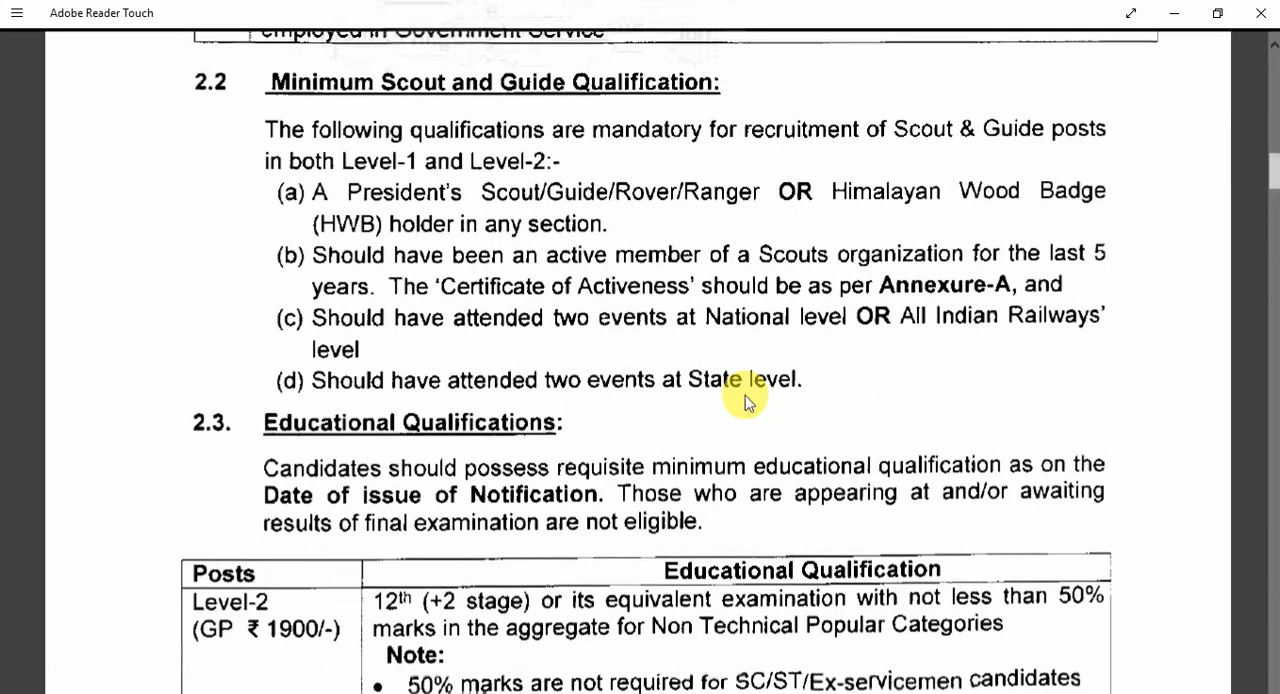 Adobe Reader Touch
employed in Government Service
2.2 Minimum Scout and Guide Qualification:
The following qualifications are mandatory for recruitment of Scout & Guide posts
in both Level-1 and Level-2:-
(a) A President's Scout/Guide/Rover/Ranger OR Himalayan Wood Badge
(HWB) holder in any section.
(b) Should have been an active member of a Scouts organization for the last 5
years. The 'Certificate of Activeness' should be as per Annexure-A, and
(c) Should have attended two events at National level OR All Indian Railways'
level
(d) Should have attended two events at State level.
2.3. Educational Qualifications:
Candidates should possess requisite minimum educational qualification as on the
Date of issue of Notification. Those who are appearing at and/or awaiting
results of final examination are not eligible.
Posts Educational Qualification
Level-2 12th (+2 stage) or its equivalent examination with not less than 50%
(GP ₹ 1900/-) marks in the aggregate for Non Technical Popular Categories
Note:
• 50% marks are not required for SC/ST/Ex-servicemen candidates